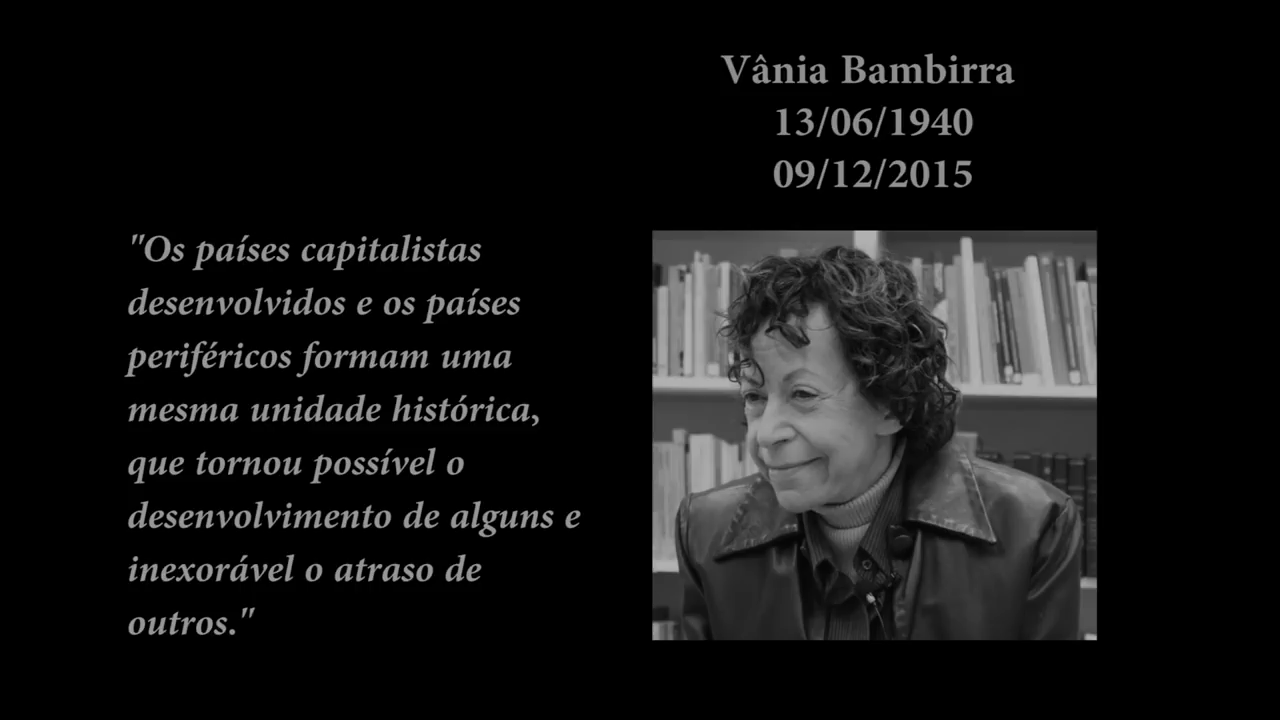 Vânia Bambirra
13/06/1940
09/12/2015
"Os países capitalistas
desenvolvidos e os países
periféricos formam uma
mesma unidade histórica,
que tornou possível o
desenvolvimento de alguns e
inexorável o atraso de
outros."